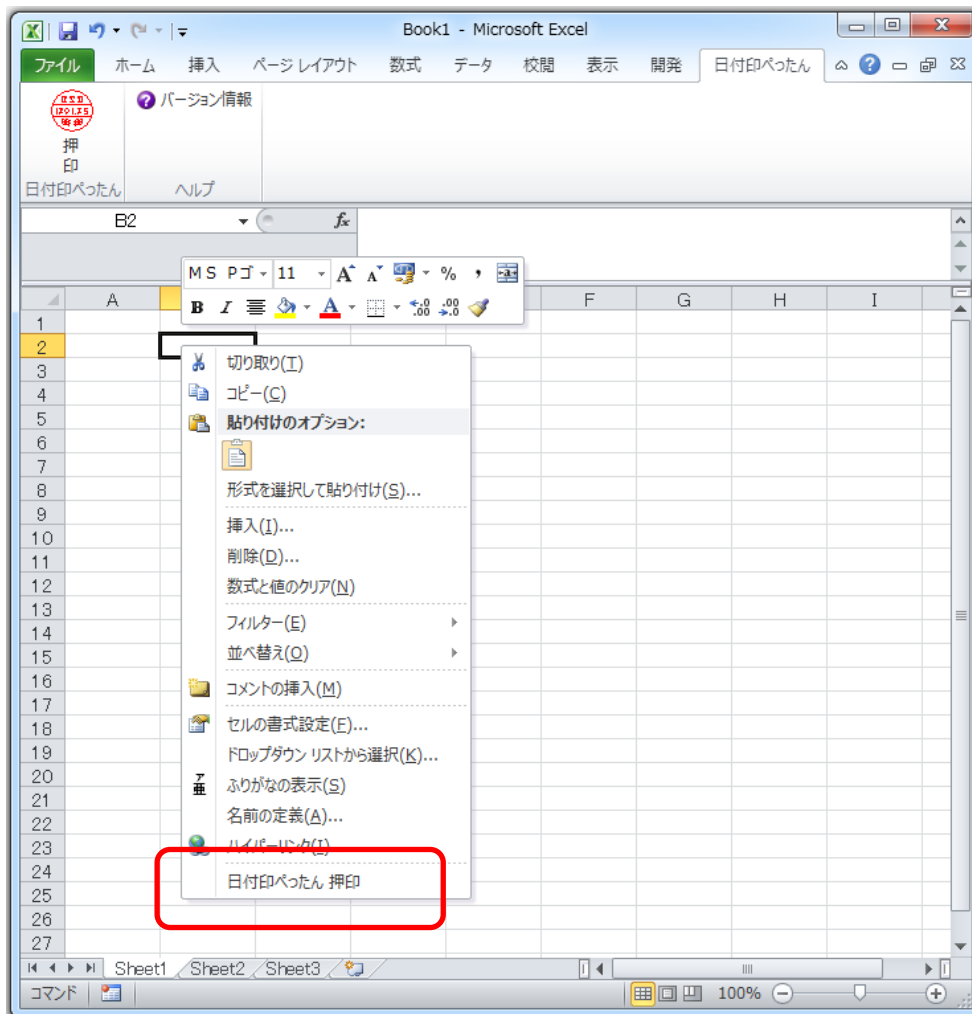 Book1 - Microsoft Excel
ファイル ホーム 挿入 ページ レイアウト 数式 データ 校閲 表示 開発 日付印ぺったん
バージョン情報
押
印
日付印ぺったん ヘルプ
B2 fx
MS Pゴ 11 A A % ,
B I A
A F G H I
1
2
切り取り(T)
3
コピー(C)
4
5 貼り付けのオプション:
6
7
8 形式を選択して貼り付け(S)...
9
挿入(I)...
10
11 削除(D)...
12 数式と値のクリア(N)
13
フィルター(E)
14
15 並べ替え(O)
16 コメントの挿入(M)
17
18 セルの書式設定(F)...
19 ドロップダウン リストから選択(K)...
20 ふりがなの表示(S)
21
名前の定義(A)...
22
23 ハイパーリンク(I)
24
日付印ぺったん 押印
25
26
27
Sheet1 Sheet2 Sheet3
コマンド 100%